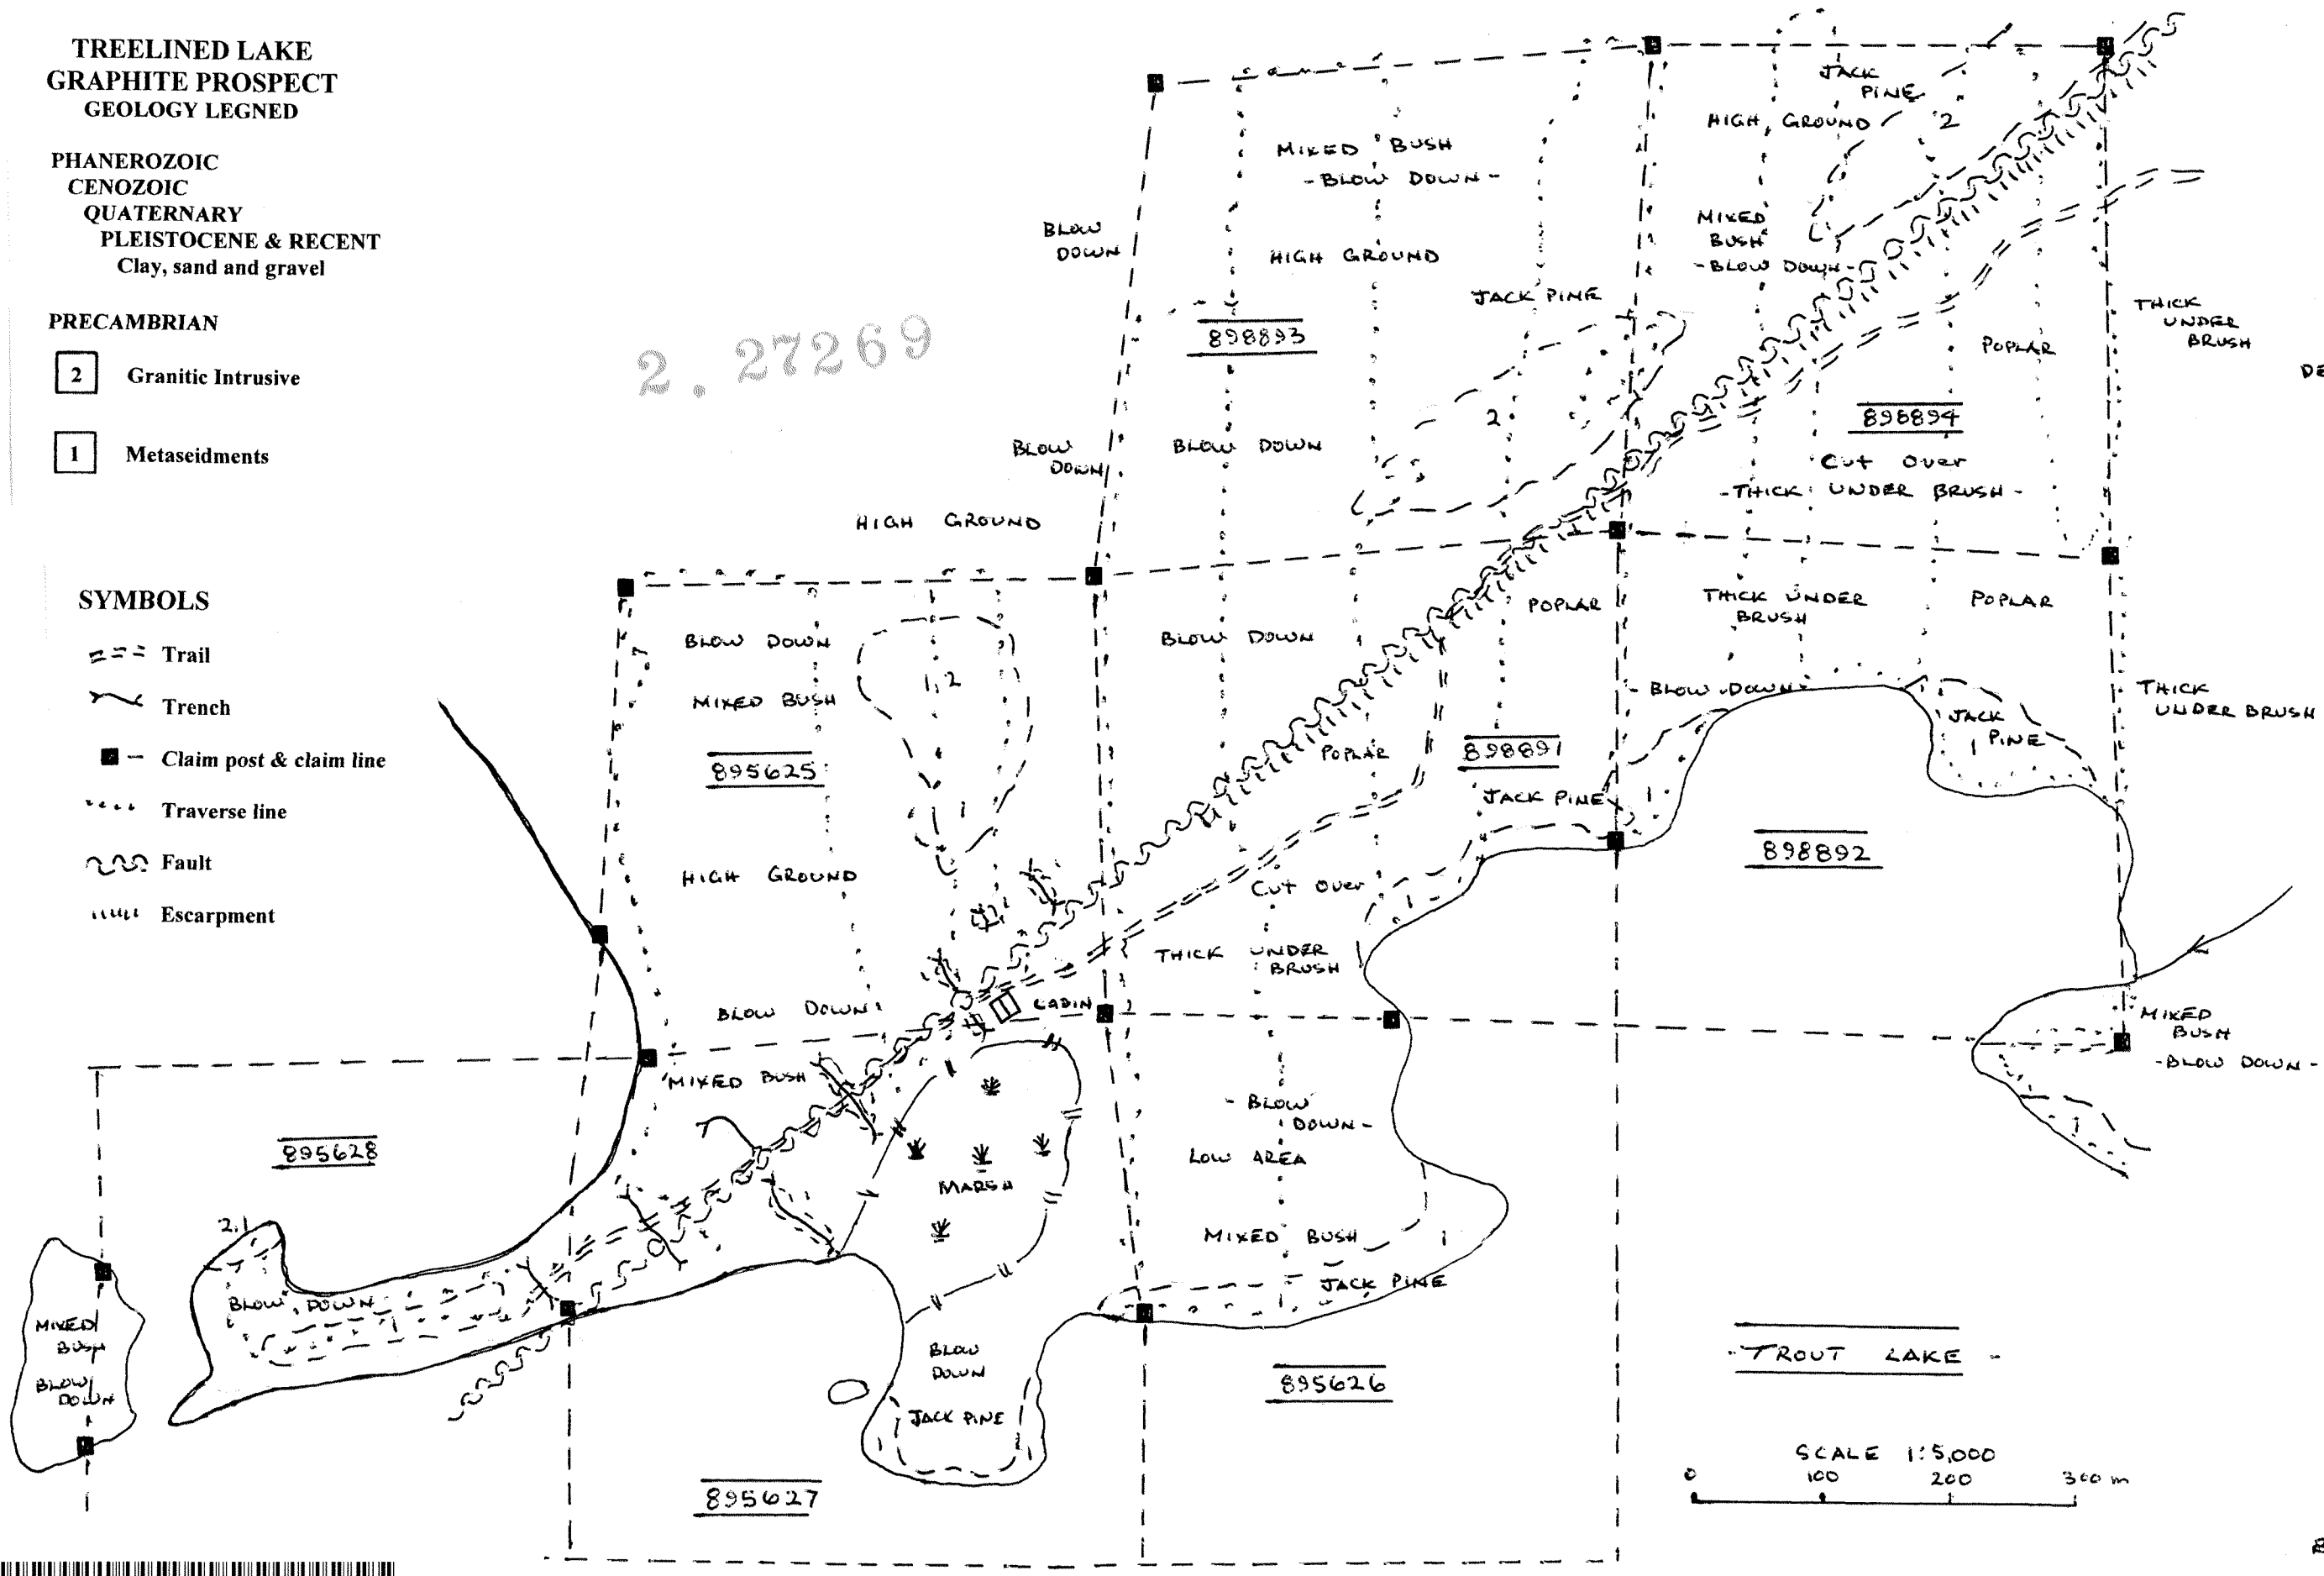 TREELINED LAKE
GRAPHITE PROSPECT
GEOLOGY LEGNED
PHANEROZOIC
CENOZOIC
QUATERNARY
PLEISTOCENE & RECENT
Clay, sand and gravel
PRECAMBRIAN
2 Granitic Intrusive
1 Metaseidments
SYMBOLS
Trail
Trench
Claim post & claim line
Traverse line
Fault
Escarpment
2.27269
JACK
PINE
HIGH GROUND
2
MIXED BUSH
- BLOW DOWN -
BLOW
DOWN
HIGH GROUND
MIXED
BUSH
- BLOW DOWN -
JACK PINE
THICK
UNDER
BRUSH
898893
POPLAR
DE
2
898894
BLOW
DOWN
BLOW DOWN
CUT OVER
- THICK UNDER BRUSH -
HIGH GROUND
BLOW DOWN
BLOW DOWN
POPLAR
THICK UNDER
BRUSH
POPLAR
1,2
MIXED BUSH
- BLOW DOWN
THICK
UNDER BRUSH
JACK
PINE
1
895625
POPLAR
898891
JACK PINE
1
1
898892
HIGH GROUND
CUT OVER
1
THICK UNDER
BRUSH
BLOW DOWN
CABIN
MIXED
BUSH
- BLOW DOWN -
MIXED BUSH
- BLOW
DOWN -
LOW AREA
1
895628
MARSH
2,1
MIXED BUSH
1
JACK PINE
BLOW DOWN
MIXED
BUSH
BLOW
DOWN
BLOW
DOWN
JACK PINE
895626
- TROUT LAKE -
895627
SCALE 1:5,000
0 100 200 300 m